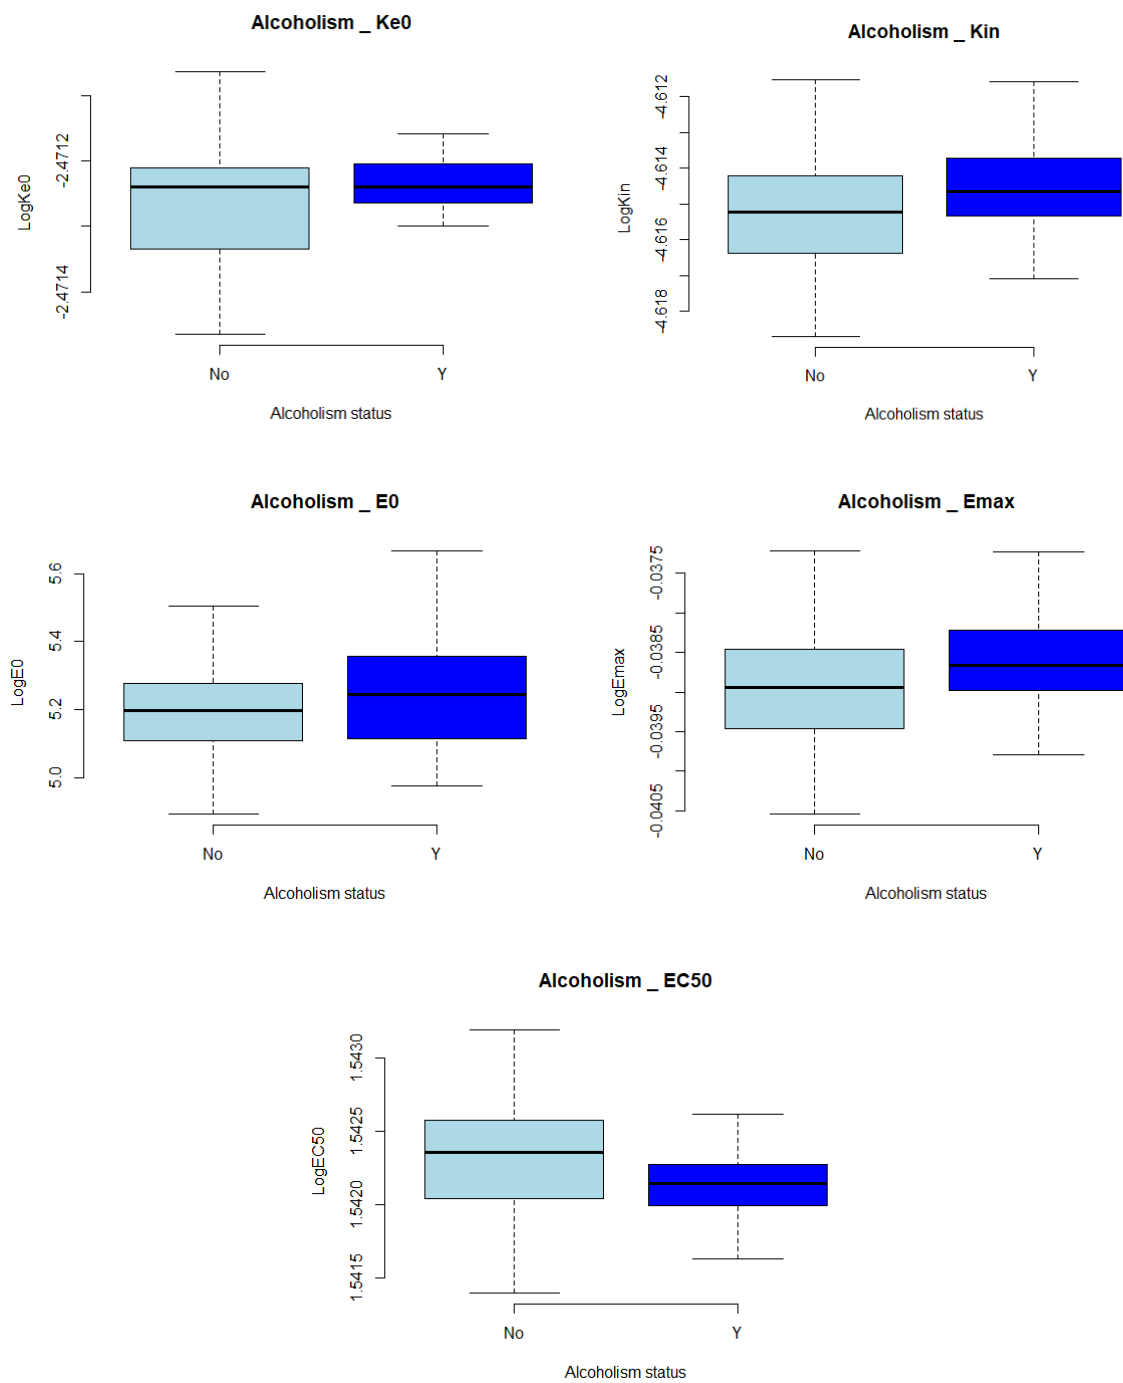 Alcoholism _ Ke0
LogKe0
-2.4712
-2.4714
No
Y
Alcoholism status
Alcoholism _ Kin
LogKin
-4.612
-4.614
-4.616
-4.618
No
Y
Alcoholism status
Alcoholism _ E0
LogE0
5.6
5.4
5.2
5.0
No
Y
Alcoholism status
Alcoholism _ Emax
LogEmax
-0.0375
-0.0385
-0.0395
-0.0405
No
Y
Alcoholism status
Alcoholism _ EC50
LogEC50
1.5430
1.5425
1.5420
1.5415
No
Y
Alcoholism status